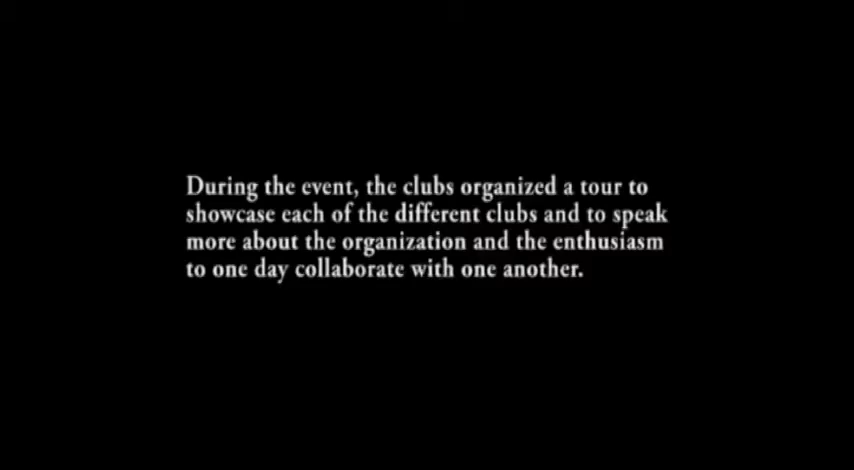 During the event, the clubs organized a tour to
showcase each of the different clubs and to speak
more about the organization and the enthusiasm
to one day collaborate with one another.